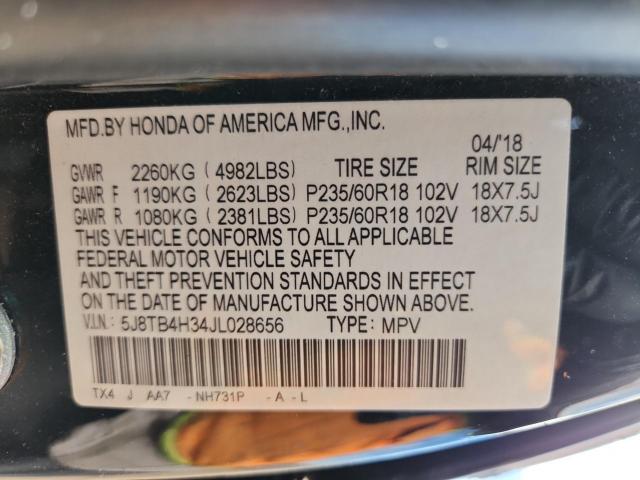 MFD.BY HONDA OF AMERICA MFG.,INC.
04/'18
GVWR 2260KG ( 4982LBS) TIRE SIZE RIM SIZE
GAWR F 1190KG ( 2623LBS) P235/60R18 102V 18X7.5J
GAWR R 1080KG ( 2381LBS) P235/60R18 102V 18X7.5J
THIS VEHICLE CONFORMS TO ALL APPLICABLE
FEDERAL MOTOR VEHICLE SAFETY
AND THEFT PREVENTION STANDARDS IN EFFECT
ON THE DATE OF MANUFACTURE SHOWN ABOVE.
V.I.N.: 5J8TB4H34JL028656 TYPE: MPV
TX4 J AA7 -NH731P -A -L